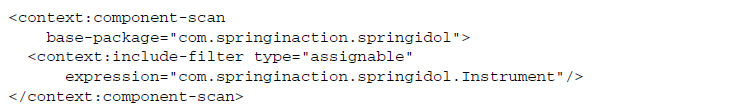 <context:component-scan
    base-package="com.springinaction.springidol">
  <context:include-filter type="assignable"
      expression="com.springinaction.springidol.Instrument"/>
</context:component-scan>